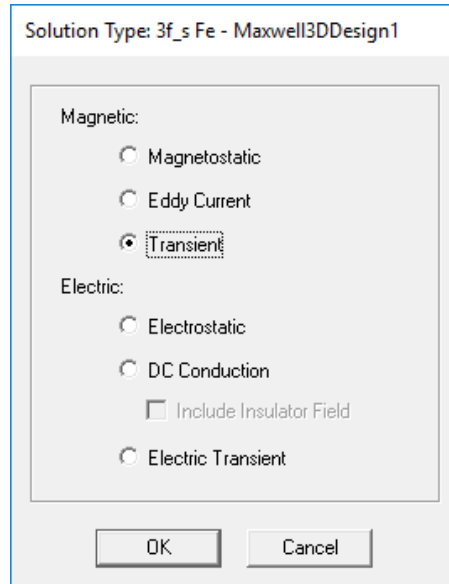 Solution Type: 3f_s Fe - Maxwell3DDesign1
Magnetic:
Magnetostatic
Eddy Current
Transient
Electric:
Electrostatic
DC Conduction
Include Insulator Field
Electric Transient
OK
Cancel